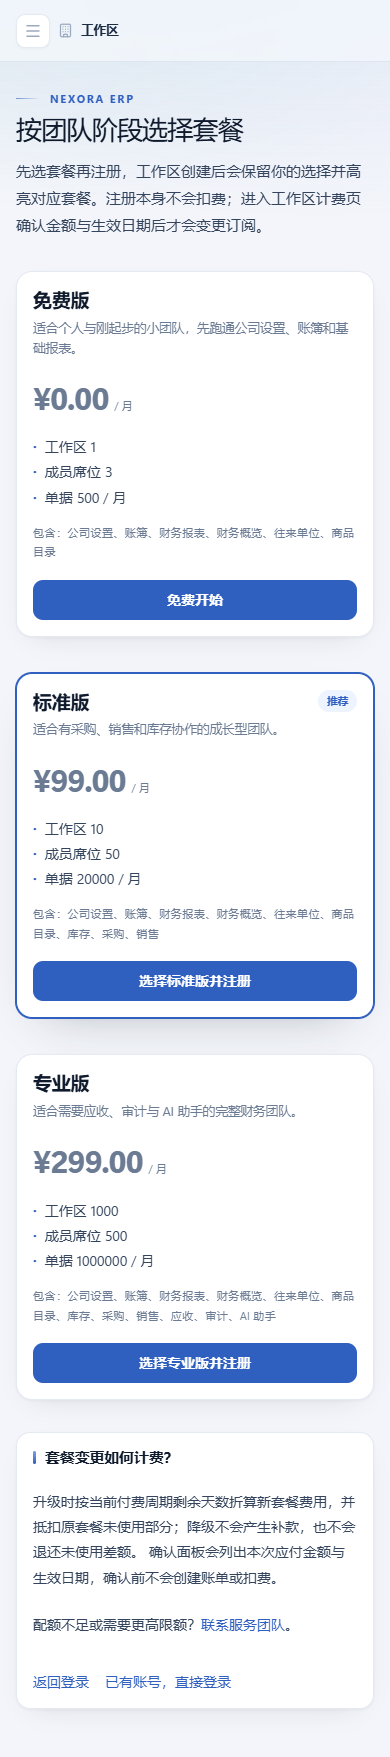 工作区
NEXORA ERP
按团队阶段选择套餐
先选套餐再注册，工作区创建后会保留你的选择并高
亮对应套餐。注册本身不会扣费；进入工作区计费页
确认金额与生效日期后才会变更订阅。
免费版
适合个人与刚起步的小团队，先跑通公司设置、账簿和基
础报表。
¥0.00 / 月
· 工作区 1
· 成员席位 3
· 单据 500 / 月
包含：公司设置、账簿、财务报表、财务概览、往来单位、商品
目录
免费开始
标准版 推荐
适合有采购、销售和库存协作的成长型团队。
¥99.00 / 月
· 工作区 10
· 成员席位 50
· 单据 20000 / 月
包含：公司设置、账簿、财务报表、财务概览、往来单位、商品
目录、库存、采购、销售
选择标准版并注册
专业版
适合需要应收、审计与 AI 助手的完整财务团队。
¥299.00 / 月
· 工作区 1000
· 成员席位 500
· 单据 1000000 / 月
包含：公司设置、账簿、财务报表、财务概览、往来单位、商品
目录、库存、采购、销售、应收、审计、AI 助手
选择专业版并注册
套餐变更如何计费？
升级时按当前付费周期剩余天数折算新套餐费用，并
抵扣原套餐未使用部分；降级不会产生补款，也不会
退还未使用差额。 确认面板会列出本次应付金额与
生效日期，确认前不会创建账单或扣费。
配额不足或需要更高限额？联系服务团队。
返回登录 已有账号，直接登录